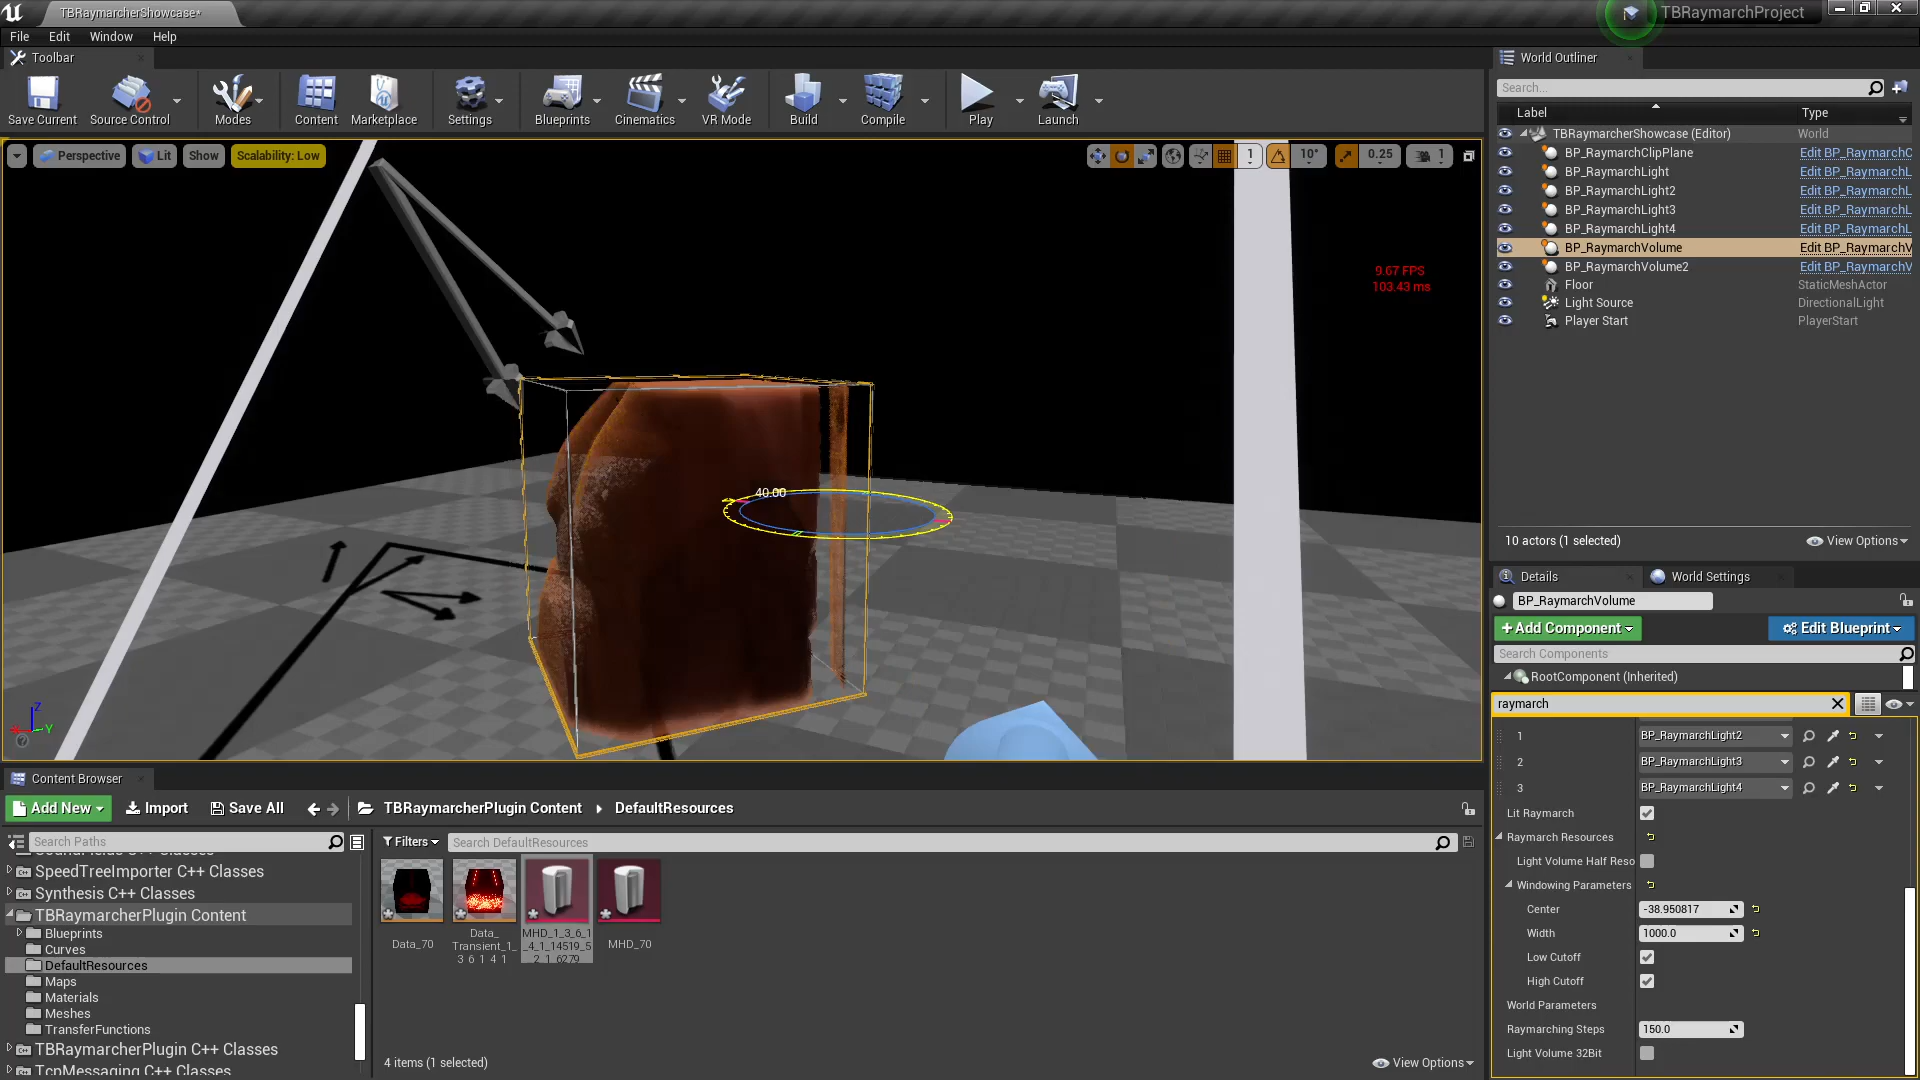 TBRaymarcherShowcase*
TBRaymarchProject
File Edit Window Help
Toolbar
Save Current
Source Control
Modes
Content
Marketplace
Settings
Blueprints
Cinematics
VR Mode
Build
Compile
Play
Launch
Perspective
Lit
Show
Scalability: Low
1
10°
0.25
1
9.67 FPS
103.43 ms
40.00
Z
Y
World Outliner
Search...
Label Type
TBRaymarcherShowcase (Editor) World
BP_RaymarchClipPlane Edit BP_RaymarchC
BP_RaymarchLight Edit BP_RaymarchL
BP_RaymarchLight2 Edit BP_RaymarchL
BP_RaymarchLight3 Edit BP_RaymarchL
BP_RaymarchLight4 Edit BP_RaymarchL
BP_RaymarchVolume Edit BP_RaymarchV
BP_RaymarchVolume2 Edit BP_RaymarchV
Floor StaticMeshActor
Light Source DirectionalLight
Player Start PlayerStart
10 actors (1 selected)
View Options
Details
World Settings
BP_RaymarchVolume
+Add Component
Edit Blueprint
Search Components
RootComponent (Inherited)
raymarch
1 BP_RaymarchLight2
2 BP_RaymarchLight3
3 BP_RaymarchLight4
Lit Raymarch
Raymarch Resources
Light Volume Half Reso
Windowing Parameters
Center -38.950817
Width 1000.0
Low Cutoff
High Cutoff
World Parameters
Raymarching Steps 150.0
Light Volume 32Bit
Content Browser
Add New
Import
Save All
TBRaymarcherPlugin Content
DefaultResources
Search Paths
Filters
Search DefaultResources
SpeedTreeImporter C++ Classes
Synthesis C++ Classes
TBRaymarcherPlugin Content
Blueprints
Curves
DefaultResources
Maps
Materials
Meshes
TransferFunctions
TBRaymarcherPlugin C++ Classes
TcpMessaging C++ Classes
Data_70
Data_
Transient_1_
3_6_1_4_1
MHD_1_3_6_1
_4_1_14519_5
_2_1_6279
MHD_70
4 items (1 selected)
View Options